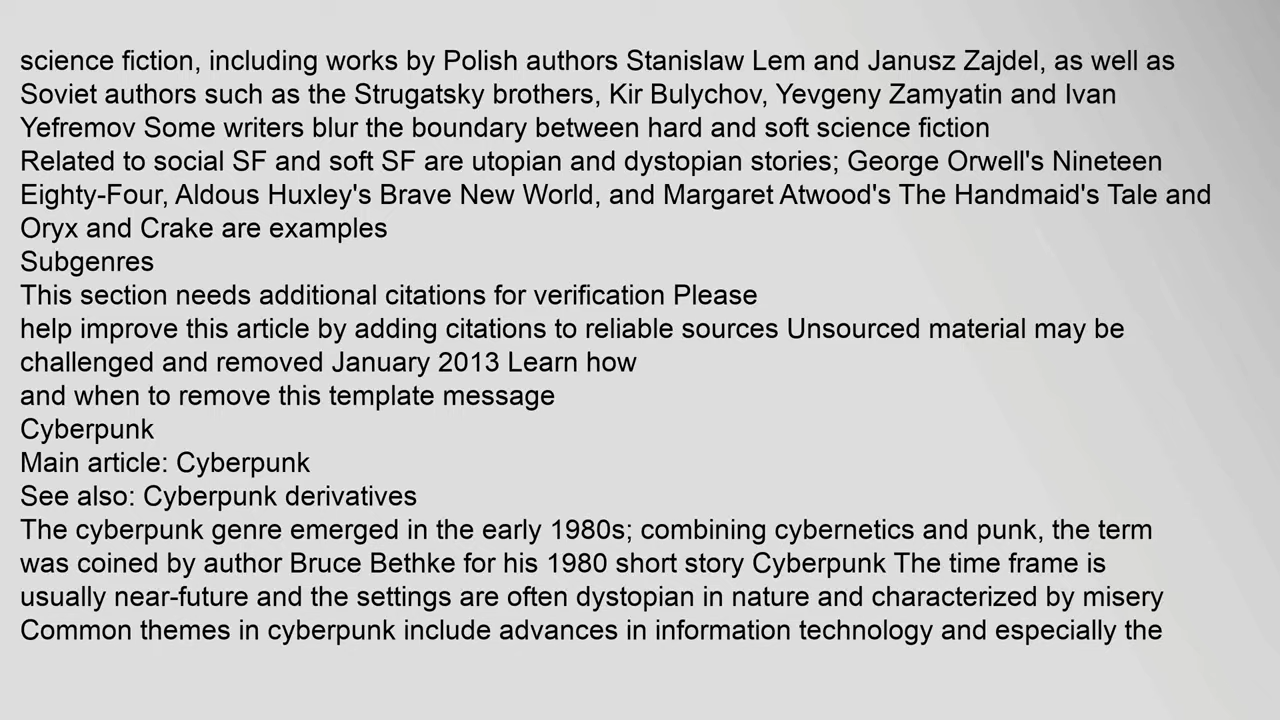 science fiction, including works by Polish authors Stanislaw Lem and Janusz Zajdel, as well as
Soviet authors such as the Strugatsky brothers, Kir Bulychov, Yevgeny Zamyatin and Ivan
Yefremov Some writers blur the boundary between hard and soft science fiction
Related to social SF and soft SF are utopian and dystopian stories; George Orwell's Nineteen
Eighty-Four, Aldous Huxley's Brave New World, and Margaret Atwood's The Handmaid's Tale and
Oryx and Crake are examples
Subgenres
This section needs additional citations for verification Please
help improve this article by adding citations to reliable sources Unsourced material may be
challenged and removed January 2013 Learn how
and when to remove this template message
Cyberpunk
Main article: Cyberpunk
See also: Cyberpunk derivatives
The cyberpunk genre emerged in the early 1980s; combining cybernetics and punk, the term
was coined by author Bruce Bethke for his 1980 short story Cyberpunk The time frame is
usually near-future and the settings are often dystopian in nature and characterized by misery
Common themes in cyberpunk include advances in information technology and especially the